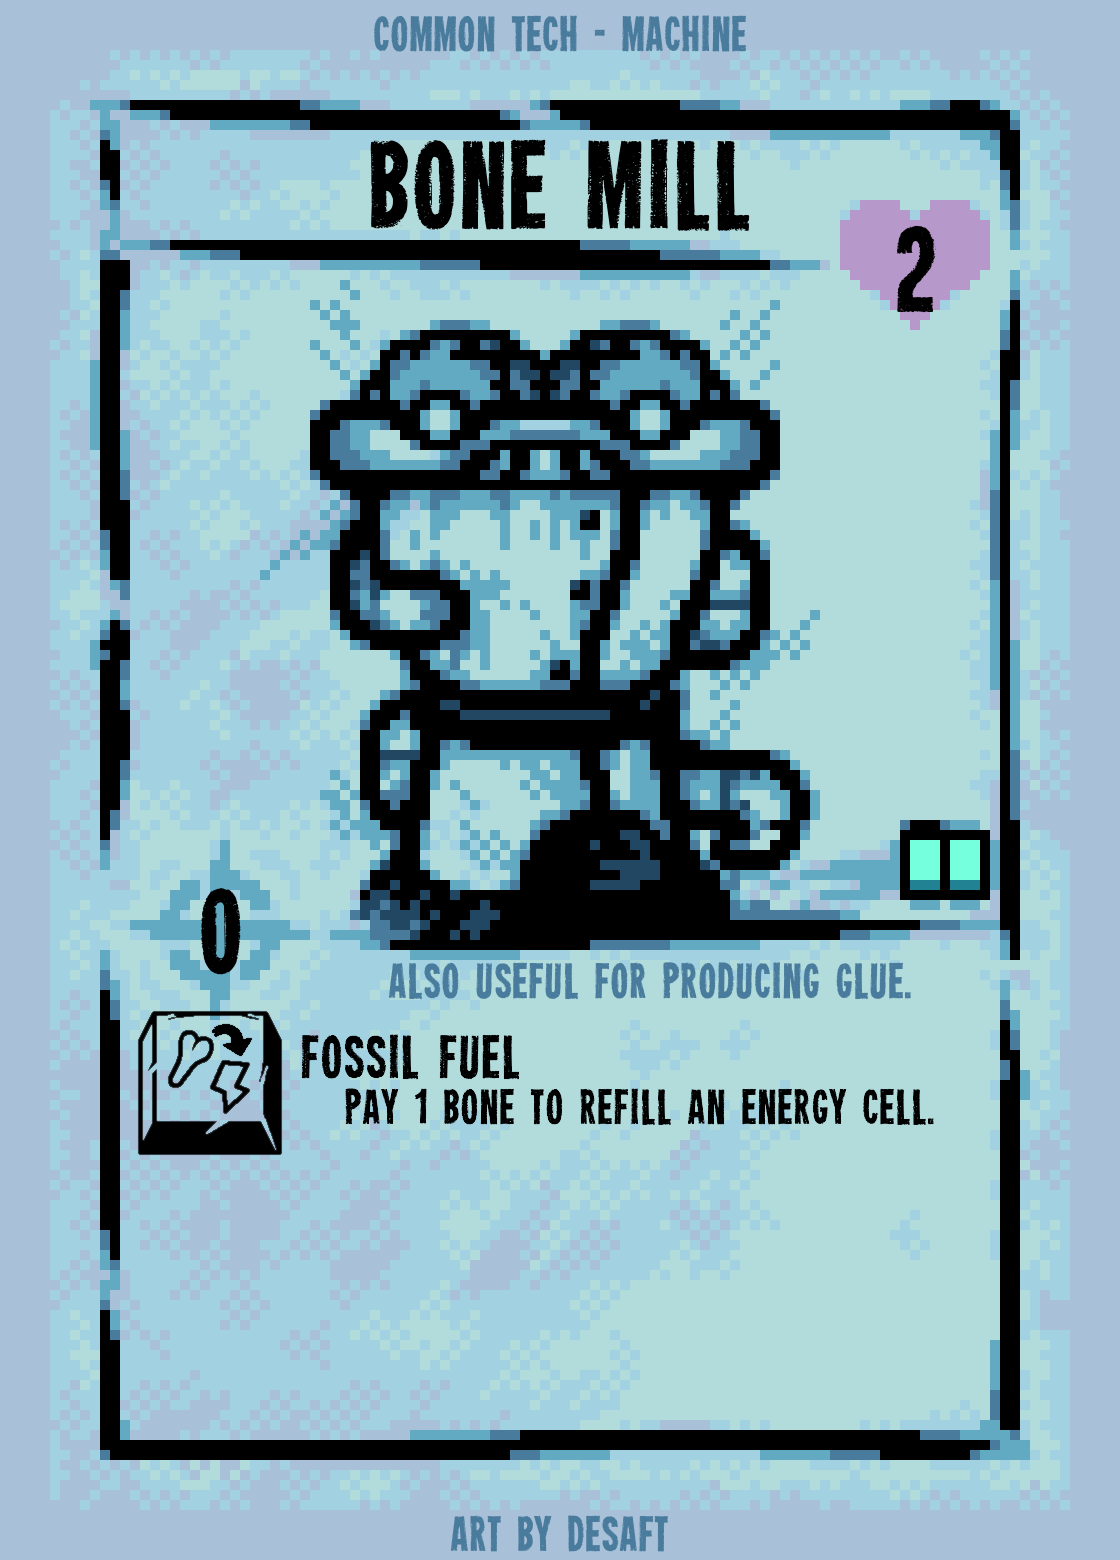 COMMON TECH - MACHINE
BONE MILL
2
0
ALSO USEFUL FOR PRODUCING GLUE.
FOSSIL FUEL
PAY 1 BONE TO REFILL AN ENERGY CELL.
ART BY DESAFT